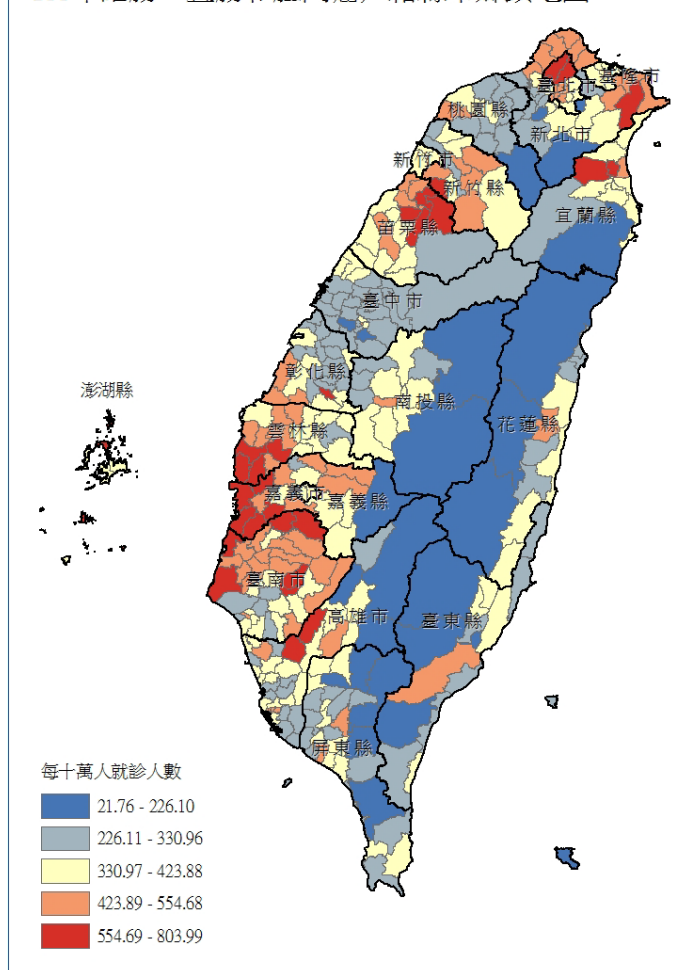 基隆市
臺北市
桃園縣
新北市
新竹市
新竹縣
宜蘭縣
苗栗縣
臺中市
彰化縣
澎湖縣
南投縣
花蓮縣
雲林縣
嘉義市
嘉義縣
臺南市
高雄市
臺東縣
屏東縣
每十萬人就診人數
21.76 - 226.10
226.11 - 330.96
330.97 - 423.88
423.89 - 554.68
554.69 - 803.99